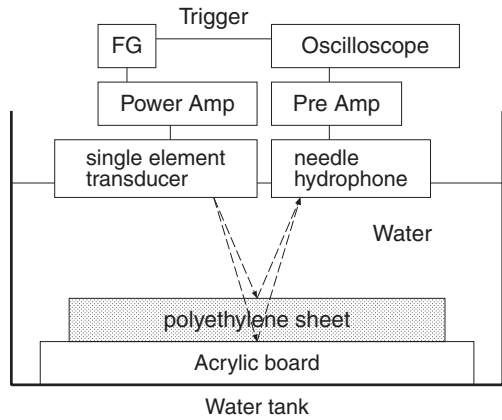 Trigger
FG
Oscilloscope
Power Amp
Pre Amp
single element
transducer
needle
hydrophone
Water
polyethylene sheet
Acrylic board
Water tank